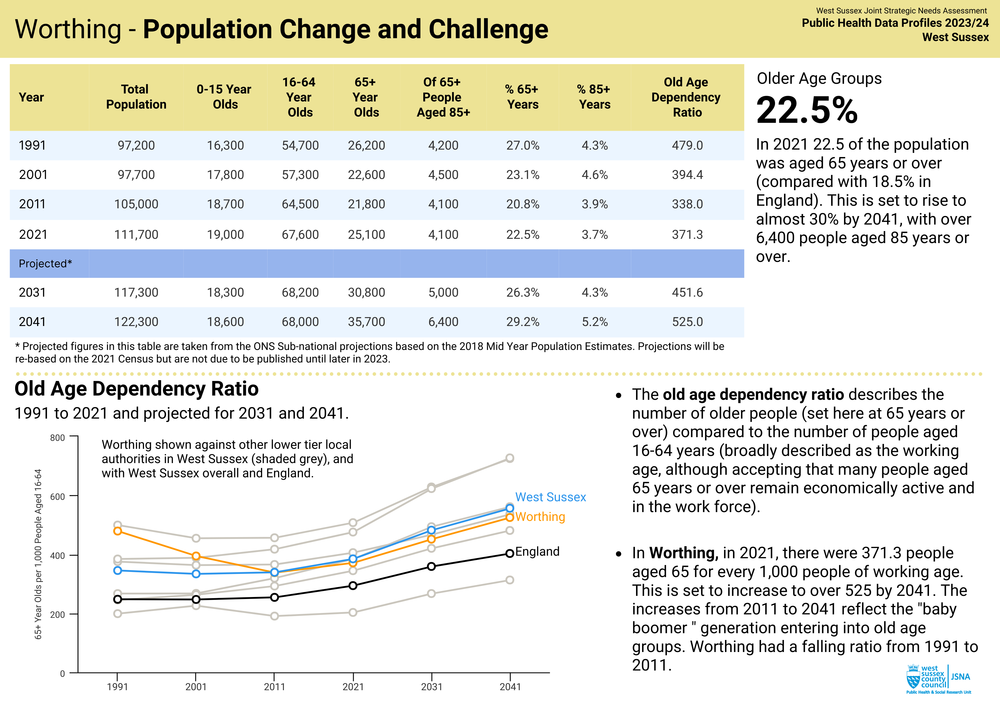 Worthing - Population Change and Challenge
West Sussex Joint Strategic Needs Assessment
Public Health Data Profiles 2023/24
West Sussex
Year Total Population 0-15 Year Olds 16-64 Year Olds 65+ Year Olds Of 65+ People Aged 85+ % 65+ Years % 85+ Years Old Age Dependency Ratio
1991 97,200 16,300 54,700 26,200 4,200 27.0% 4.3% 479.0
2001 97,700 17,800 57,300 22,600 4,500 23.1% 4.6% 394.4
2011 105,000 18,700 64,500 21,800 4,100 20.8% 3.9% 338.0
2021 111,700 19,000 67,600 25,100 4,100 22.5% 3.7% 371.3
Projected*
2031 117,300 18,300 68,200 30,800 5,000 26.3% 4.3% 451.6
2041 122,300 18,600 68,000 35,700 6,400 29.2% 5.2% 525.0
* Projected figures in this table are taken from the ONS Sub-national projections based on the 2018 Mid Year Population Estimates. Projections will be
re-based on the 2021 Census but are not due to be published until later in 2023.
Older Age Groups
22.5%
In 2021 22.5 of the population
was aged 65 years or over
(compared with 18.5% in
England). This is set to rise to
almost 30% by 2041, with over
6,400 people aged 85 years or
over.
Old Age Dependency Ratio
1991 to 2021 and projected for 2031 and 2041.
Worthing shown against other lower tier local
authorities in West Sussex (shaded grey), and
with West Sussex overall and England.
65+ Year Olds per 1,000 People Aged 16-64
800
600
400
200
0
1991 2001 2011 2021 2031 2041
West Sussex
Worthing
England
• The old age dependency ratio describes the
number of older people (set here at 65 years or
over) compared to the number of people aged
16-64 years (broadly described as the working
age, although accepting that many people aged
65 years or over remain economically active and
in the work force).
• In Worthing, in 2021, there were 371.3 people
aged 65 for every 1,000 people of working age.
This is set to increase to over 525 by 2041. The
increases from 2011 to 2041 reflect the "baby
boomer " generation entering into old age
groups. Worthing had a falling ratio from 1991 to
2011.
west
sussex
county
council
JSNA
Public Health & Social Research Unit